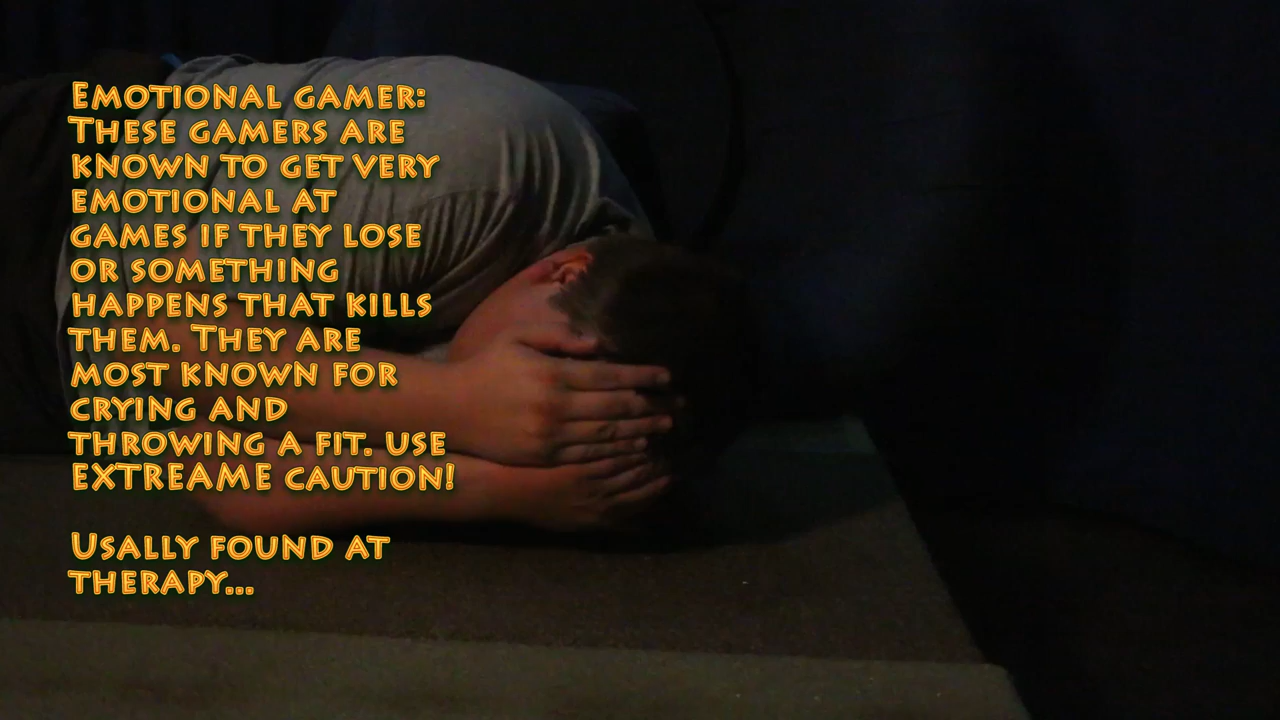 Emotional gamer:
These gamers are
known to get very
emotional at
games if they lose
or something
happens that kills
them. They are
most known for
crying and
throwing a fit. use
EXTREAME caution!
Usally found at
therapy...